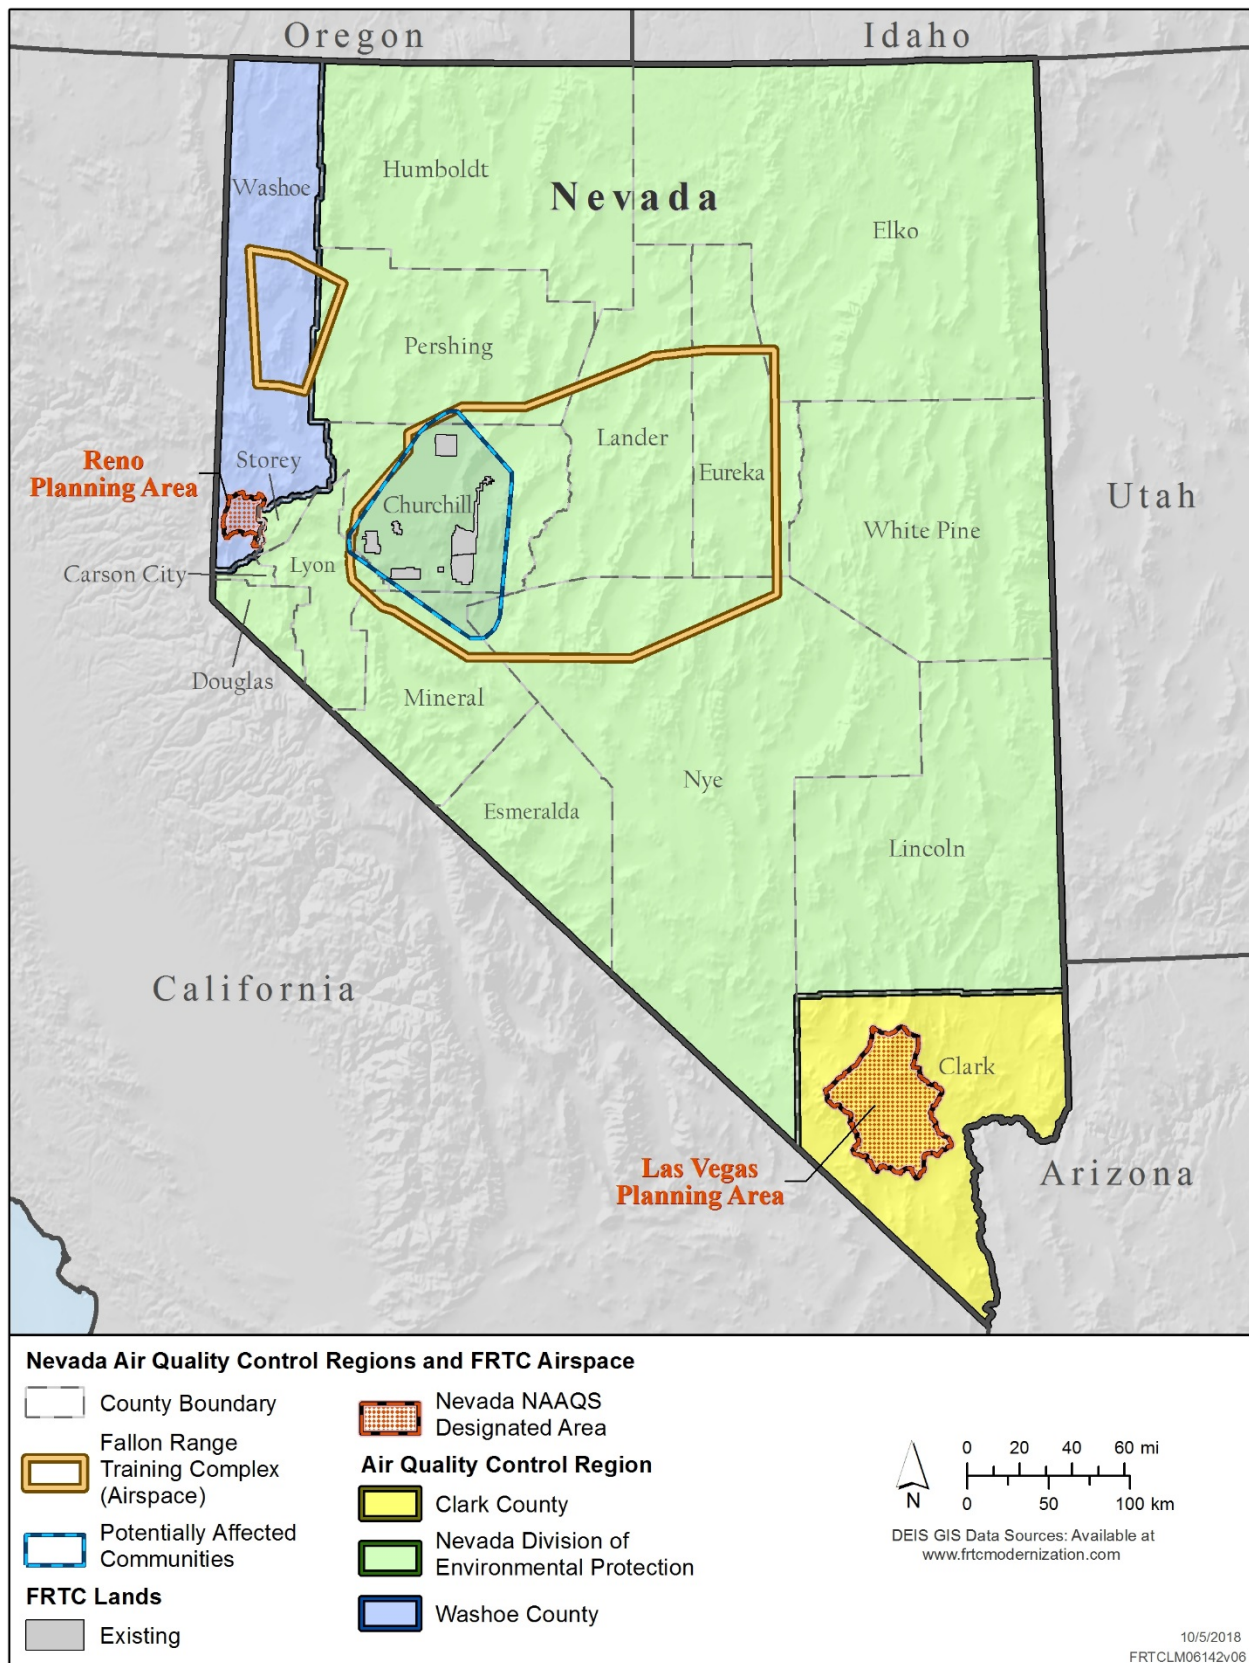 Oregon
Idaho
Washoe
Humboldt
Nevada
Elko
Pershing
Reno
Planning Area
Storey
Lander
Eureka
Churchill
Utah
White Pine
Carson City
Lyon
Douglas
Mineral
Nye
Esmeralda
Lincoln
California
Clark
Las Vegas
Planning Area
Arizona
Nevada Air Quality Control Regions and FRTC Airspace
County Boundary
Fallon Range
Training Complex
(Airspace)
Potentially Affected
Communities
FRTC Lands
Existing
Nevada NAAQS
Designated Area
Air Quality Control Region
Clark County
Nevada Division of
Environmental Protection
Washoe County
N
0 20 40 60 mi
0 50 100 km
DEIS GIS Data Sources: Available at
www.frtcmodernization.com
10/5/2018
FRTCLM06142v06